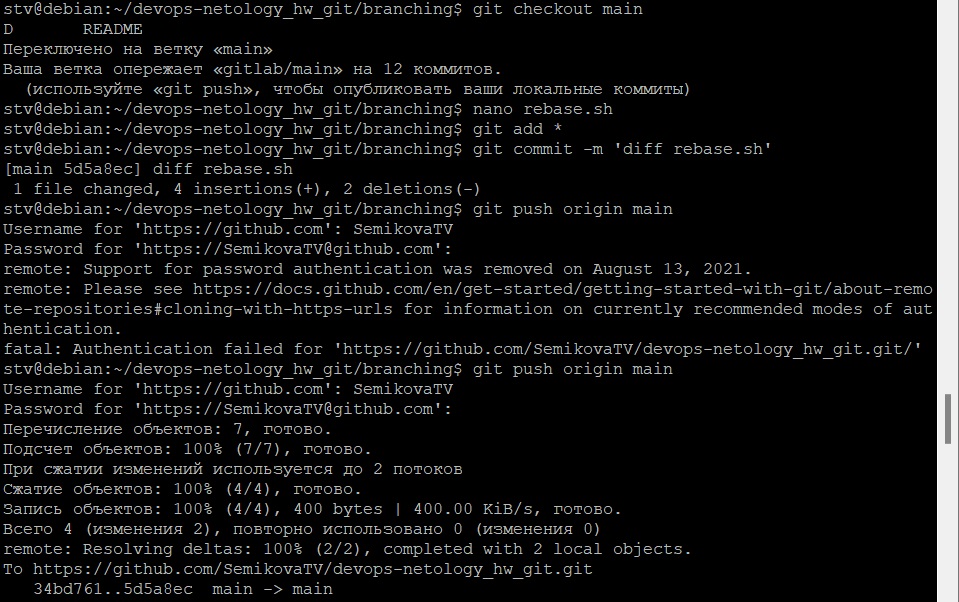 stv@debian:~/devops-netology_hw_git/branching$ git checkout main
D       README
Переключено на ветку «main»
Ваша ветка опережает «gitlab/main» на 12 коммитов.
  (используйте «git push», чтобы опубликовать ваши локальные коммиты)
stv@debian:~/devops-netology_hw_git/branching$ nano rebase.sh
stv@debian:~/devops-netology_hw_git/branching$ git add *
stv@debian:~/devops-netology_hw_git/branching$ git commit -m 'diff rebase.sh'
[main 5d5a8ec] diff rebase.sh
 1 file changed, 4 insertions(+), 2 deletions(-)
stv@debian:~/devops-netology_hw_git/branching$ git push origin main
Username for 'https://github.com': SemikovaTV
Password for 'https://SemikovaTV@github.com':
remote: Support for password authentication was removed on August 13, 2021.
remote: Please see https://docs.github.com/en/get-started/getting-started-with-git/about-remo
te-repositories#cloning-with-https-urls for information on currently recommended modes of aut
hentication.
fatal: Authentication failed for 'https://github.com/SemikovaTV/devops-netology_hw_git.git/'
stv@debian:~/devops-netology_hw_git/branching$ git push origin main
Username for 'https://github.com': SemikovaTV
Password for 'https://SemikovaTV@github.com':
Перечисление объектов: 7, готово.
Подсчет объектов: 100% (7/7), готово.
При сжатии изменений используется до 2 потоков
Сжатие объектов: 100% (4/4), готово.
Запись объектов: 100% (4/4), 400 bytes | 400.00 KiB/s, готово.
Всего 4 (изменения 2), повторно использовано 0 (изменения 0)
remote: Resolving deltas: 100% (2/2), completed with 2 local objects.
To https://github.com/SemikovaTV/devops-netology_hw_git.git
   34bd761..5d5a8ec  main -> main